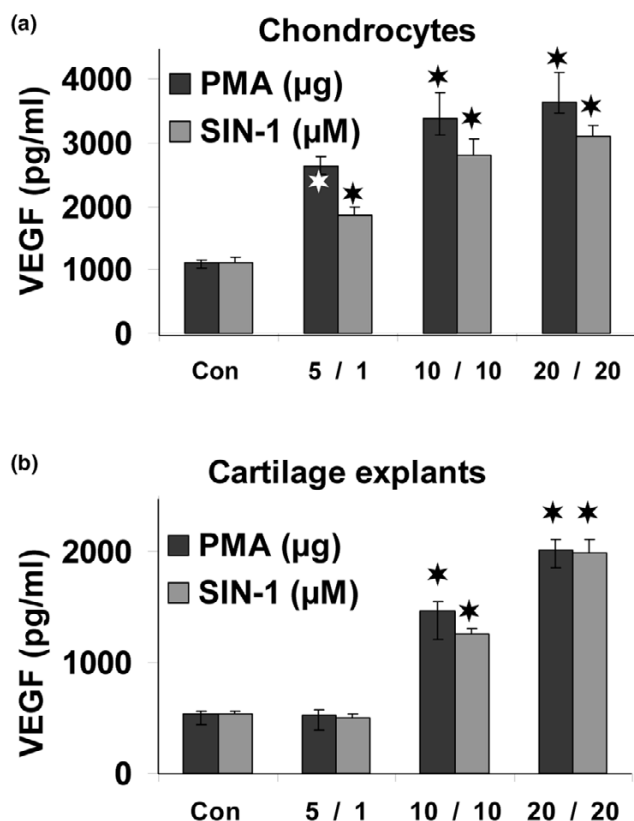 (a)
Chondrocytes
4000
3000
2000
1000
0
VEGF (pg/ml)
PMA (µg)
SIN-1 (µM)
Con 5 / 1 10 / 10 20 / 20
(b)
Cartilage explants
2000
1000
0
VEGF (pg/ml)
PMA (µg)
SIN-1 (µM)
Con 5 / 1 10 / 10 20 / 20